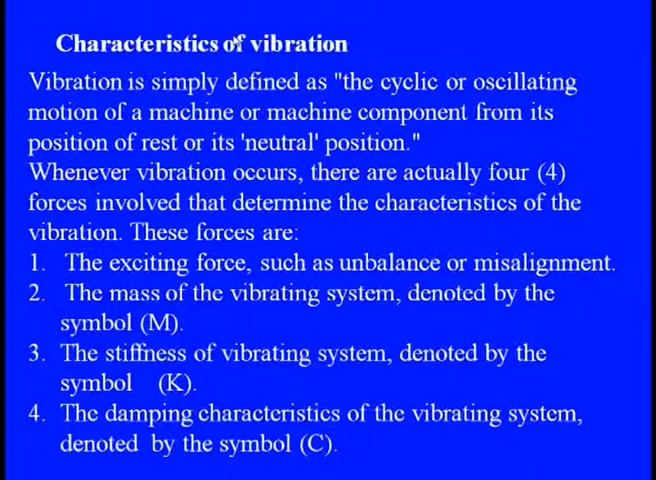 Characteristics of vibration
Vibration is simply defined as "the cyclic or oscillating
motion of a machine or machine component from its
position of rest or its 'neutral' position."
Whenever vibration occurs, there are actually four (4)
forces involved that determine the characteristics of the
vibration. These forces are:
1. The exciting force, such as unbalance or misalignment.
2. The mass of the vibrating system, denoted by the
symbol (M).
3. The stiffness of vibrating system, denoted by the
symbol (K).
4. The damping characteristics of the vibrating system,
denoted by the symbol (C).